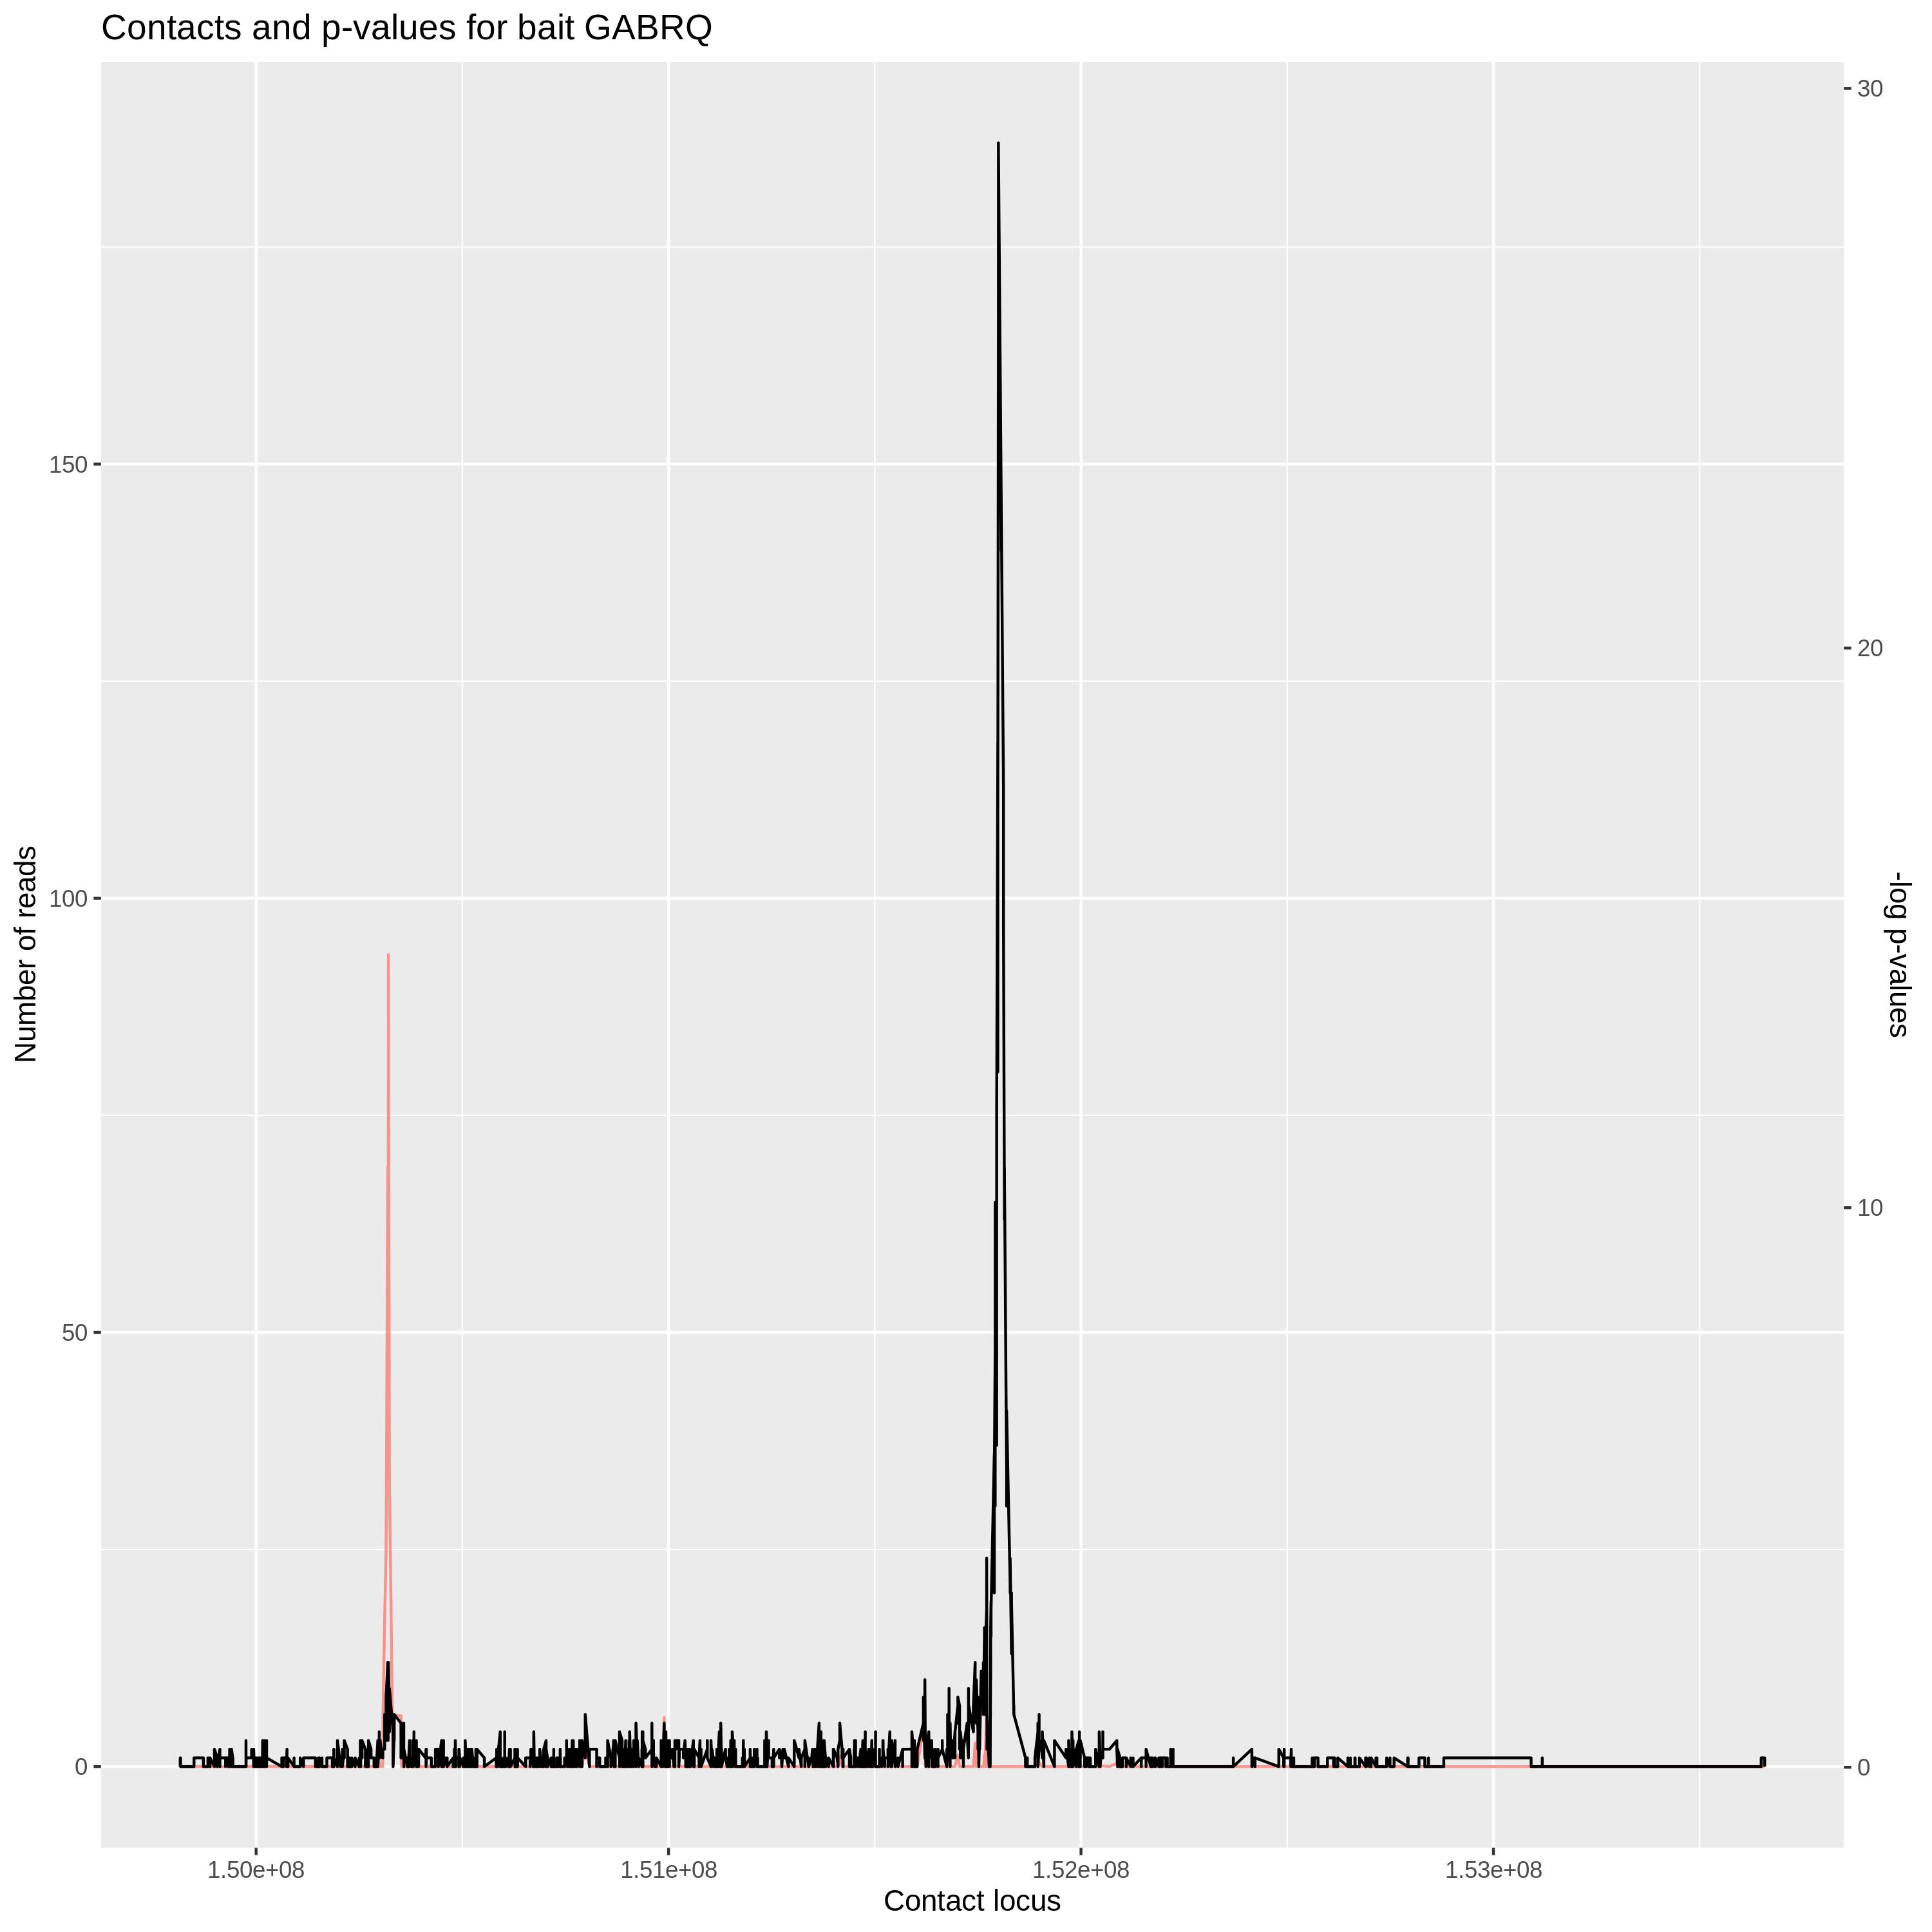 Contacts and p-values for bait GABRQ
30
150
20
Number of reads
100
-log p-values
10
50
0
0
1.50e+08
1.51e+08
1.52e+08
1.53e+08
Contact locus